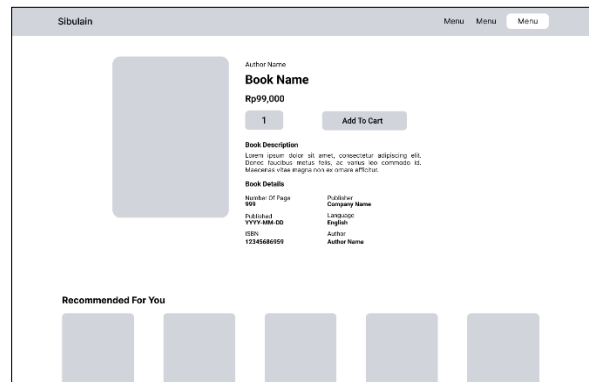 Sibulain
Menu Menu Menu
Author Name
Book Name
Rp99,000
1 Add To Cart
Book Description
Lorem ipsum dolor sit amet, consectetur adipiscing elit.
Donec faucibus metus felis, ac varius leo commodo id.
Maecenas vitae magna non ex ornare efficitur.
Book Details
Number Of Page
999
Publisher
Company Name
Published
YYYY-MM-DD
Language
English
ISBN
12345686959
Author
Author Name
Recommended For You